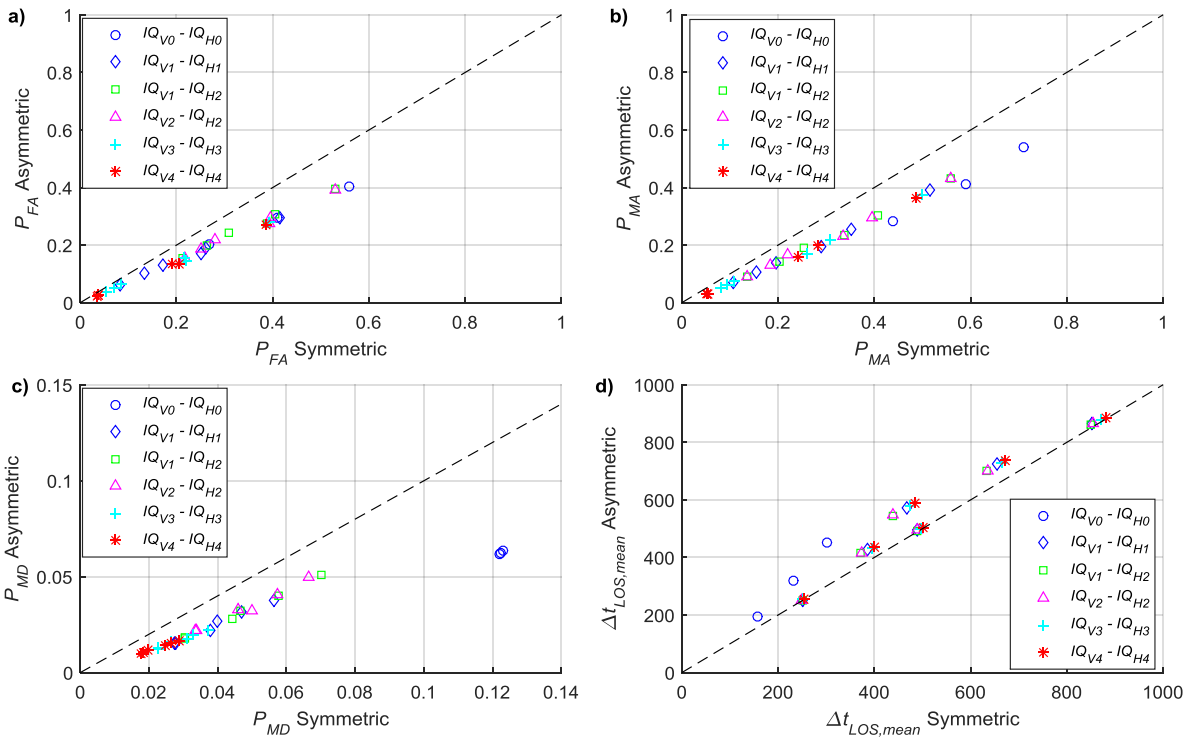 a)
1
0.8
0.6
0.4
0.2
0
P_FA Asymmetric
IQ_V0 - IQ_H0
IQ_V1 - IQ_H1
IQ_V1 - IQ_H2
IQ_V2 - IQ_H2
IQ_V3 - IQ_H3
IQ_V4 - IQ_H4
0 0.2 0.4 0.6 0.8 1
P_FA Symmetric
b)
1
0.8
0.6
0.4
0.2
0
P_MA Asymmetric
IQ_V0 - IQ_H0
IQ_V1 - IQ_H1
IQ_V1 - IQ_H2
IQ_V2 - IQ_H2
IQ_V3 - IQ_H3
IQ_V4 - IQ_H4
0 0.2 0.4 0.6 0.8 1
P_MA Symmetric
c)
0.15
0.1
0.05
0
P_MD Asymmetric
IQ_V0 - IQ_H0
IQ_V1 - IQ_H1
IQ_V1 - IQ_H2
IQ_V2 - IQ_H2
IQ_V3 - IQ_H3
IQ_V4 - IQ_H4
0 0.02 0.04 0.06 0.08 0.1 0.12 0.14
P_MD Symmetric
d)
1000
800
600
400
200
0
Δt_LOS,mean Asymmetric
IQ_V0 - IQ_H0
IQ_V1 - IQ_H1
IQ_V1 - IQ_H2
IQ_V2 - IQ_H2
IQ_V3 - IQ_H3
IQ_V4 - IQ_H4
0 200 400 600 800 1000
Δt_LOS,mean Symmetric